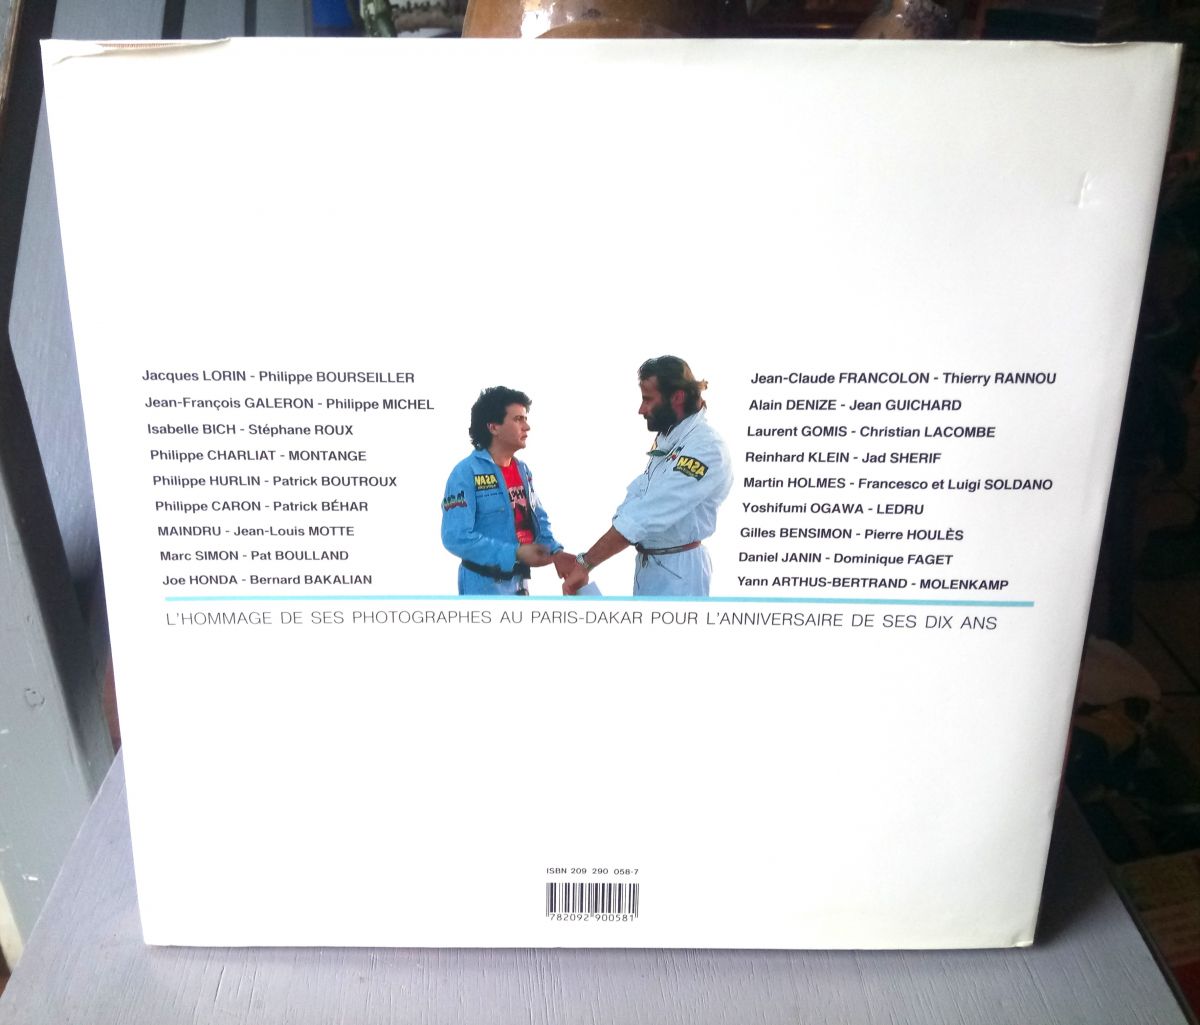 Jacques LORIN - Philippe BOURSEILLER
Jean-François GALERON - Philippe MICHEL
Isabelle BICH - Stéphane ROUX
Philippe CHARLIAT - MONTANGE
Philippe HURLIN - Patrick BOUTROUX
Philippe CARON - Patrick BÉHAR
MAINDRU - Jean-Louis MOTTE
Marc SIMON - Pat BOULLAND
Joe HONDA - Bernard BAKALIAN
Jean-Claude FRANCOLON - Thierry RANNOU
Alain DENIZE - Jean GUICHARD
Laurent GOMIS - Christian LACOMBE
Reinhard KLEIN - Jad SHERIF
Martin HOLMES - Francesco et Luigi SOLDANO
Yoshifumi OGAWA - LEDRU
Gilles BENSIMON - Pierre HOULÈS
Daniel JANIN - Dominique FAGET
Yann ARTHUS-BERTRAND - MOLENKAMP
L'HOMMAGE DE SES PHOTOGRAPHES AU PARIS-DAKAR POUR L'ANNIVERSAIRE DE SES DIX ANS
ISBN 209 290 058-7
782092 900581